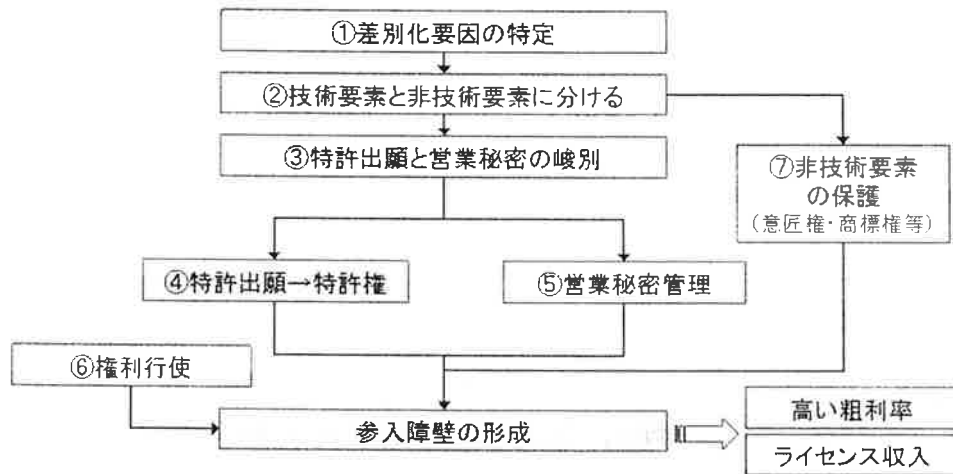 ①差別化要因の特定
②技術要素と非技術要素に分ける
③特許出願と営業秘密の峻別
⑦非技術要素
の保護
(意匠権・商標権等)
④特許出願→特許権
⑤営業秘密管理
⑥権利行使
参入障壁の形成
高い粗利率
ライセンス収入